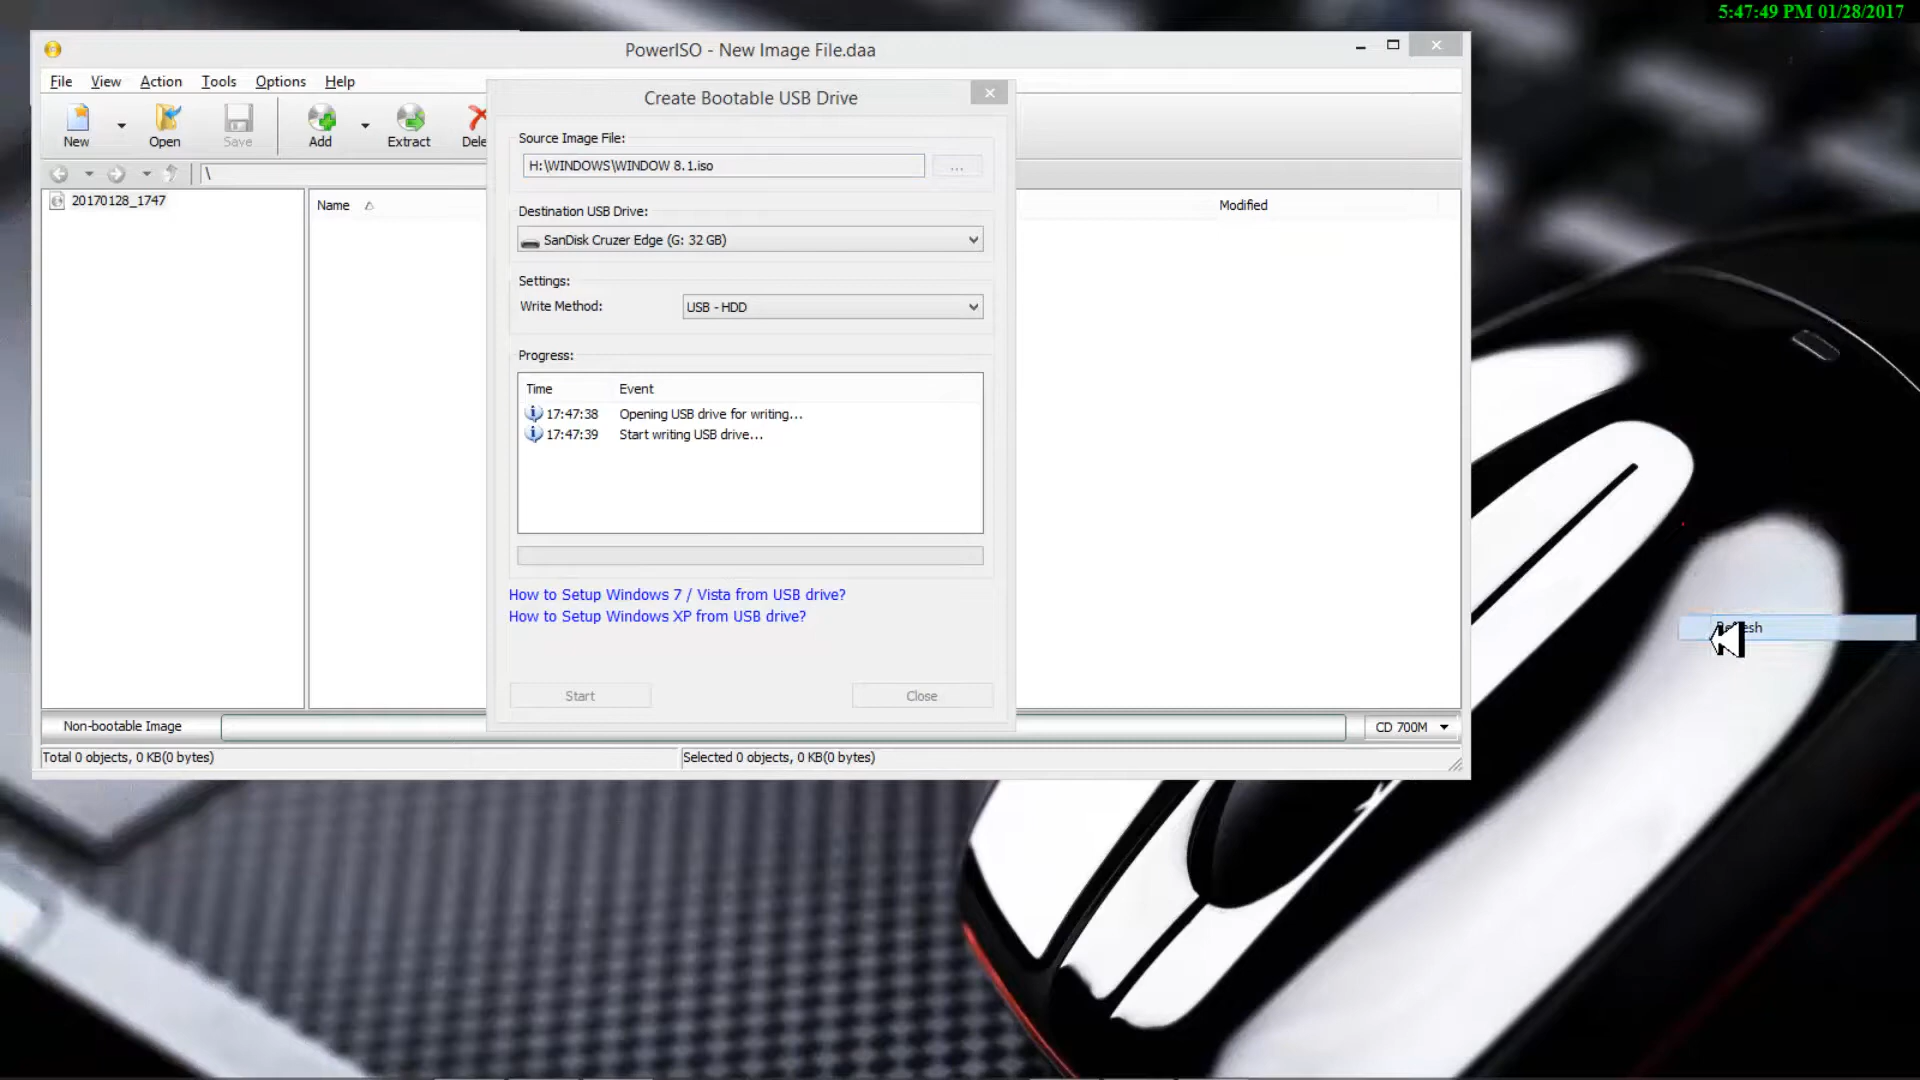 5:47:49 PM 01/28/2017
PowerISO - New Image File.daa
File View Action Tools Options Help
Create Bootable USB Drive
New Open Save Add Extract Dele
Source Image File:
H:\WINDOWS\WINDOW 8.1.iso
...
\
20170128_1747
Name
Modified
Destination USB Drive:
SanDisk Cruzer Edge (G: 32 GB)
Settings:
Write Method:
USB - HDD
Progress:
Time Event
17:47:38 Opening USB drive for writing...
17:47:39 Start writing USB drive...
How to Setup Windows 7 / Vista from USB drive?
How to Setup Windows XP from USB drive?
Start Close
Non-bootable Image
CD 700M
Total 0 objects, 0 KB(0 bytes)
Selected 0 objects, 0 KB(0 bytes)